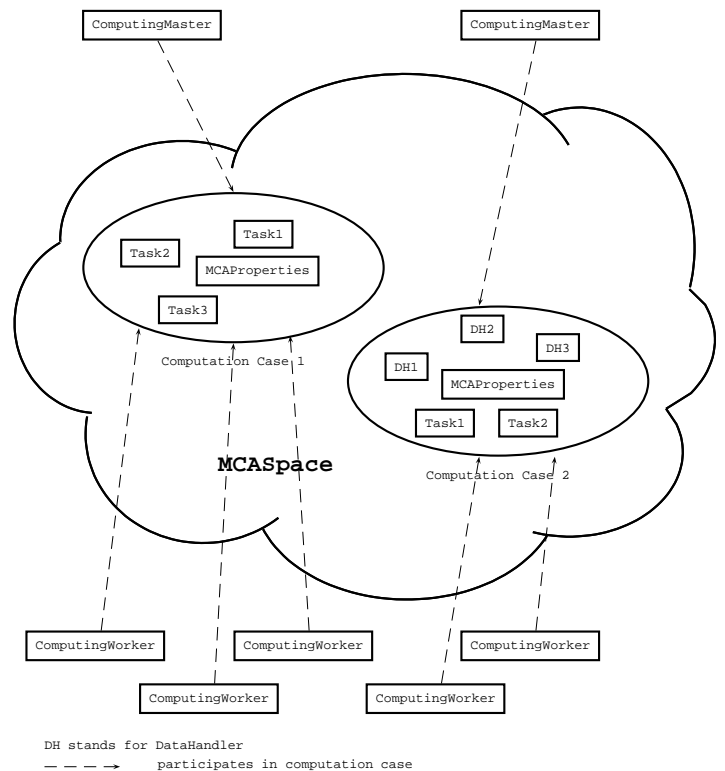 ComputingMaster
ComputingMaster
Task1
Task2
MCAProperties
Task3
Computation Case 1
DH2
DH3
DH1
MCAProperties
Task1
Task2
Computation Case 2
MCASpace
ComputingWorker
ComputingWorker
ComputingWorker
ComputingWorker
ComputingWorker
DH stands for DataHandler
participates in computation case